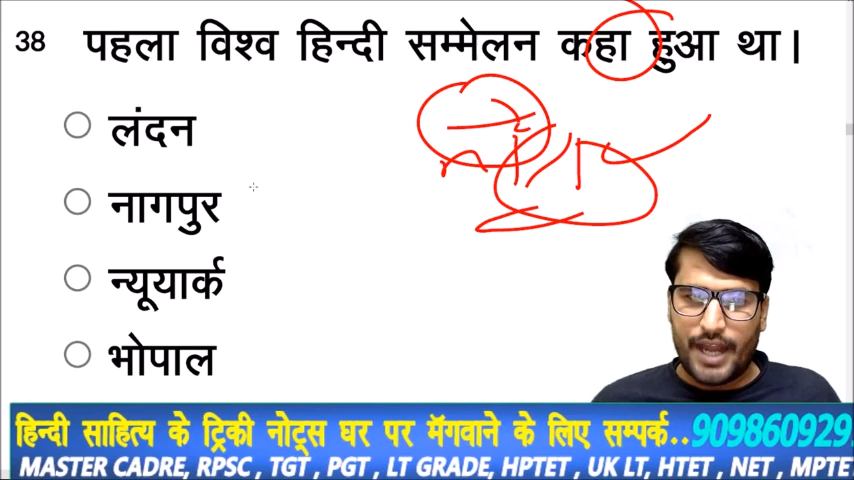 38 पहला विश्व हिन्दी सम्मेलन कहा हुआ था।
लंदन
नागपुर
न्यूयार्क
भोपाल
हिन्दी साहित्य के ट्रिकी नोट्स घर पर मॅगवाने के लिए सम्पर्क..909860929
MASTER CADRE, RPSC , TGT , PGT , LT GRADE, HPTET , UK LT, HTET , NET , MPTE